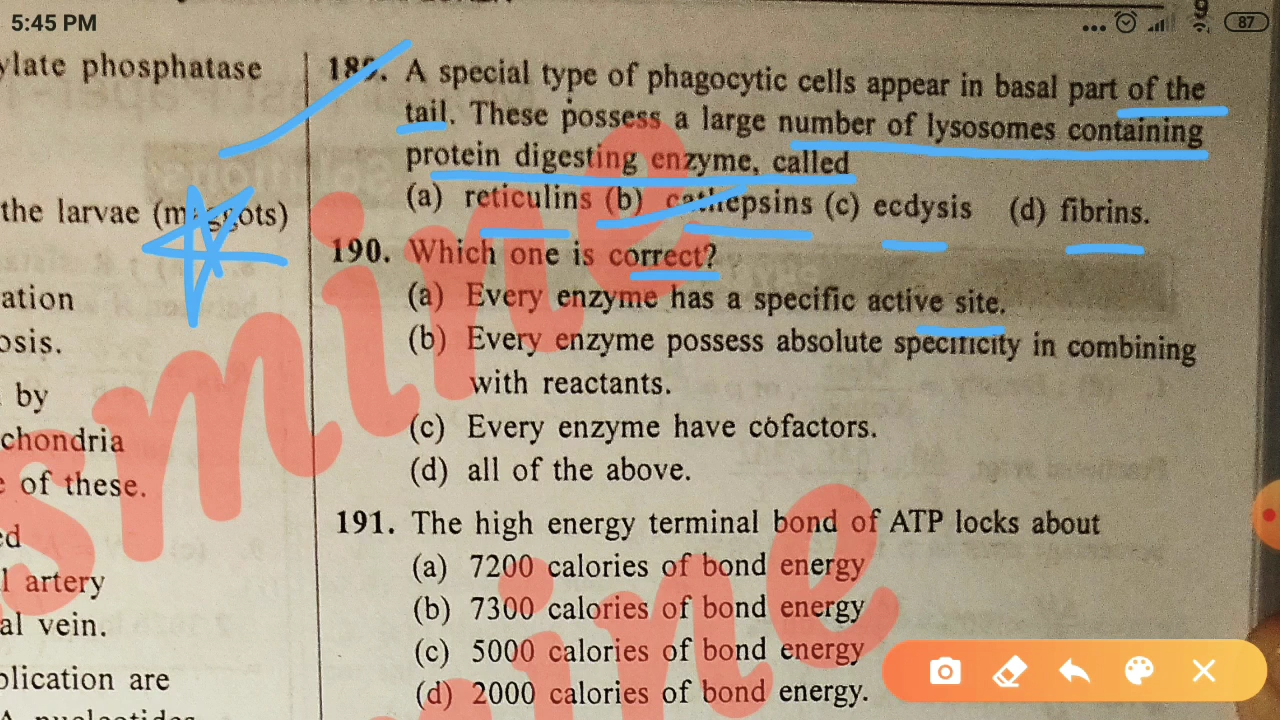 5:45 PM
87
ylate phosphatase
the larvae (maggots)
ation
osis.
by
chondria
of these.
ed
l artery
al vein.
plication are
189. A special type of phagocytic cells appear in basal part of the
tail. These possess a large number of lysosomes containing
protein digesting enzyme, called
(a) reticulins (b) cathepsins (c) ecdysis (d) fibrins.
190. Which one is correct?
(a) Every enzyme has a specific active site.
(b) Every enzyme possess absolute specificity in combining
with reactants.
(c) Every enzyme have cofactors.
(d) all of the above.
191. The high energy terminal bond of ATP locks about
(a) 7200 calories of bond energy
(b) 7300 calories of bond energy
(c) 5000 calories of bond energy
(d) 2000 calories of bond energy.